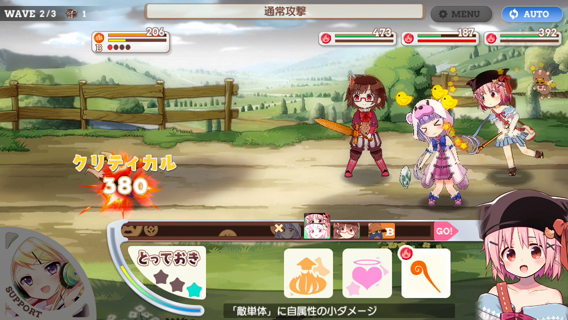 WAVE 2/3 1
通常攻撃
MENU
AUTO
206
B
473
187
392
クリティカル
380
B
GO!
とっておき
SUPPORT
「敵単体」に自属性の小ダメージ